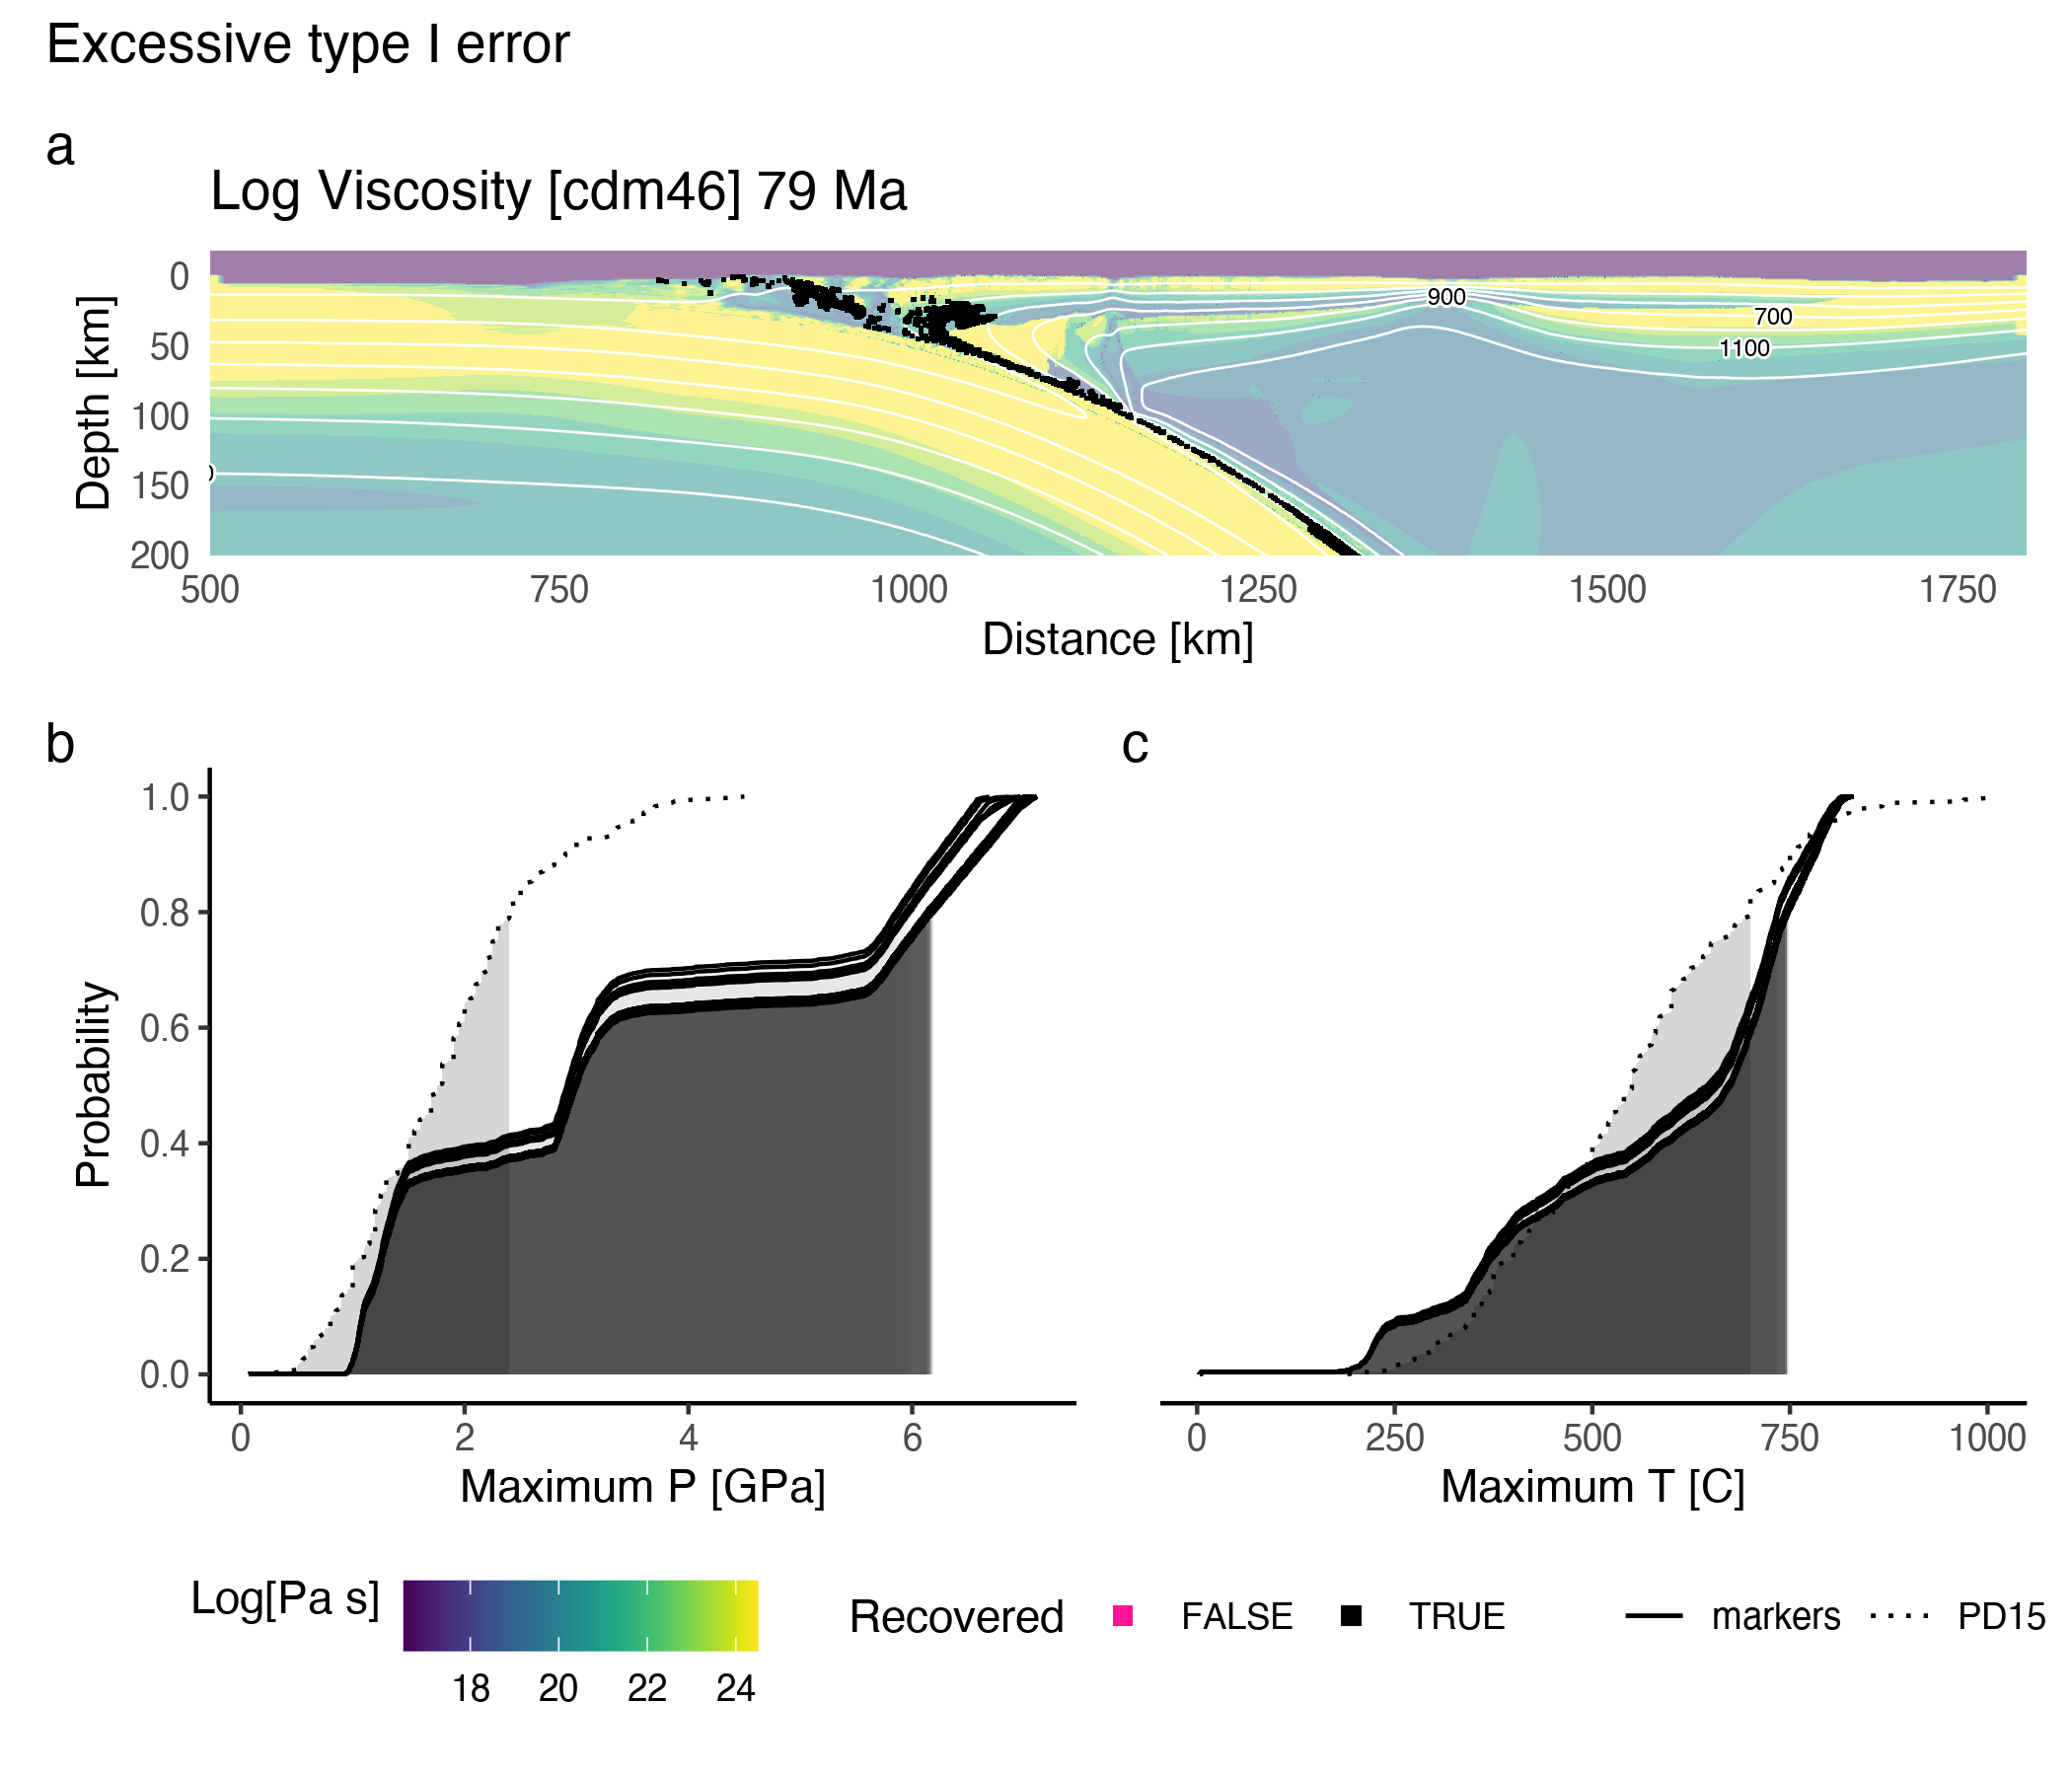 Excessive type I error
a
Log Viscosity [cdm46] 79 Ma
Depth [km]
0
50
100
150
200
900
700
1100
500 750 1000 1250 1500 1750
Distance [km]
b
Probability
1.0
0.8
0.6
0.4
0.2
0.0
0 2 4 6
Maximum P [GPa]
c
0 250 500 750 1000
Maximum T [C]
Log[Pa s]
18 20 22 24
Recovered FALSE TRUE markers PD15